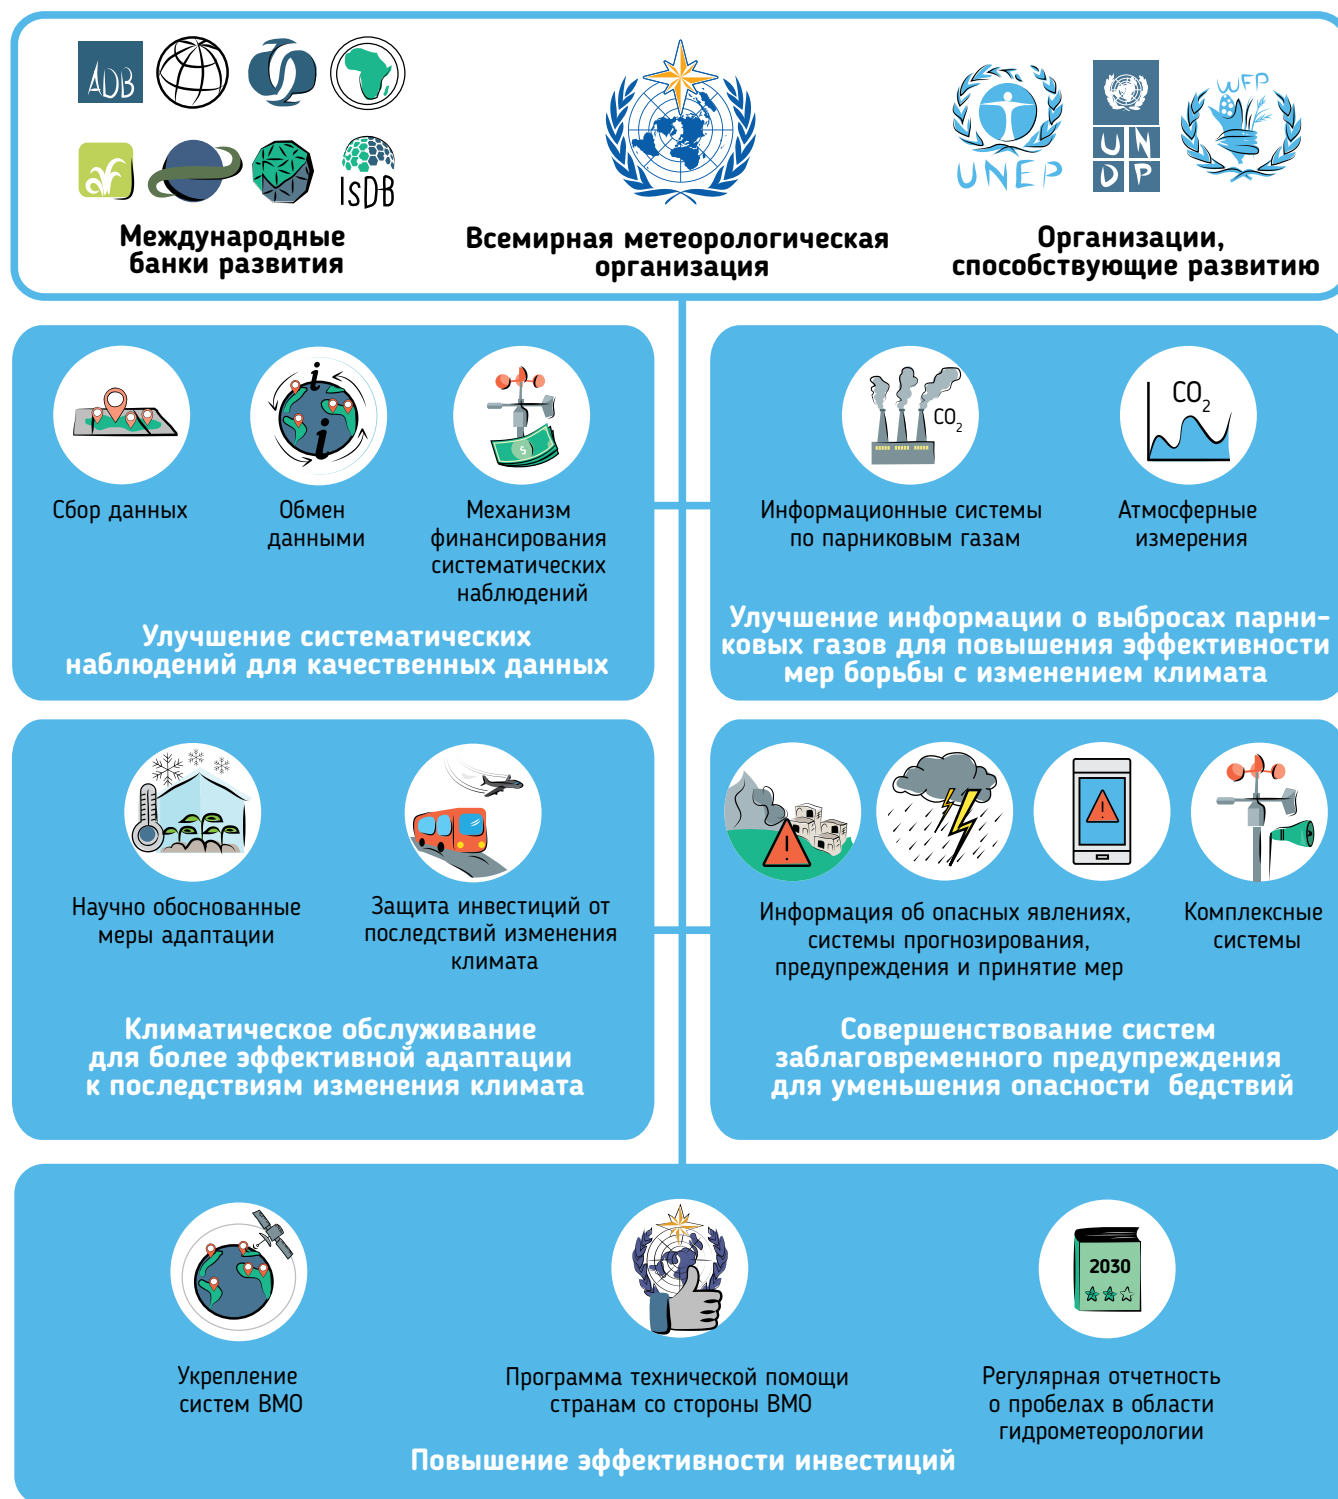 ADB
IsDB
UNEP
UN
DP
WFP
Международные
банки развития
Всемирная метеорологическая
организация
Организации,
способствующие развитию
i
i
$
Сбор данных
Обмен
данными
Механизм
финансирования
систематических
наблюдений
Улучшение систематических
наблюдений для качественных данных
CO2
CO2
Информационные системы
по парниковым газам
Атмосферные
измерения
Улучшение информации о выбросах парни-
ковых газов для повышения эффективности
мер борьбы с изменением климата
Научно обоснованные
меры адаптации
Защита инвестиций от
последствий изменения
климата
Климатическое обслуживание
для более эффективной адаптации
к последствиям изменения климата
!
!
Информация об опасных явлениях,
системы прогнозирования,
предупреждения и принятие мер
Комплексные
системы
Совершенствование систем
заблаговременного предупреждения
для уменьшения опасности бедствий
2030
Укрепление
систем ВМО
Программа технической помощи
странам со стороны ВМО
Регулярная отчетность
о пробелах в области
гидрометеорологии
Повышение эффективности инвестиций